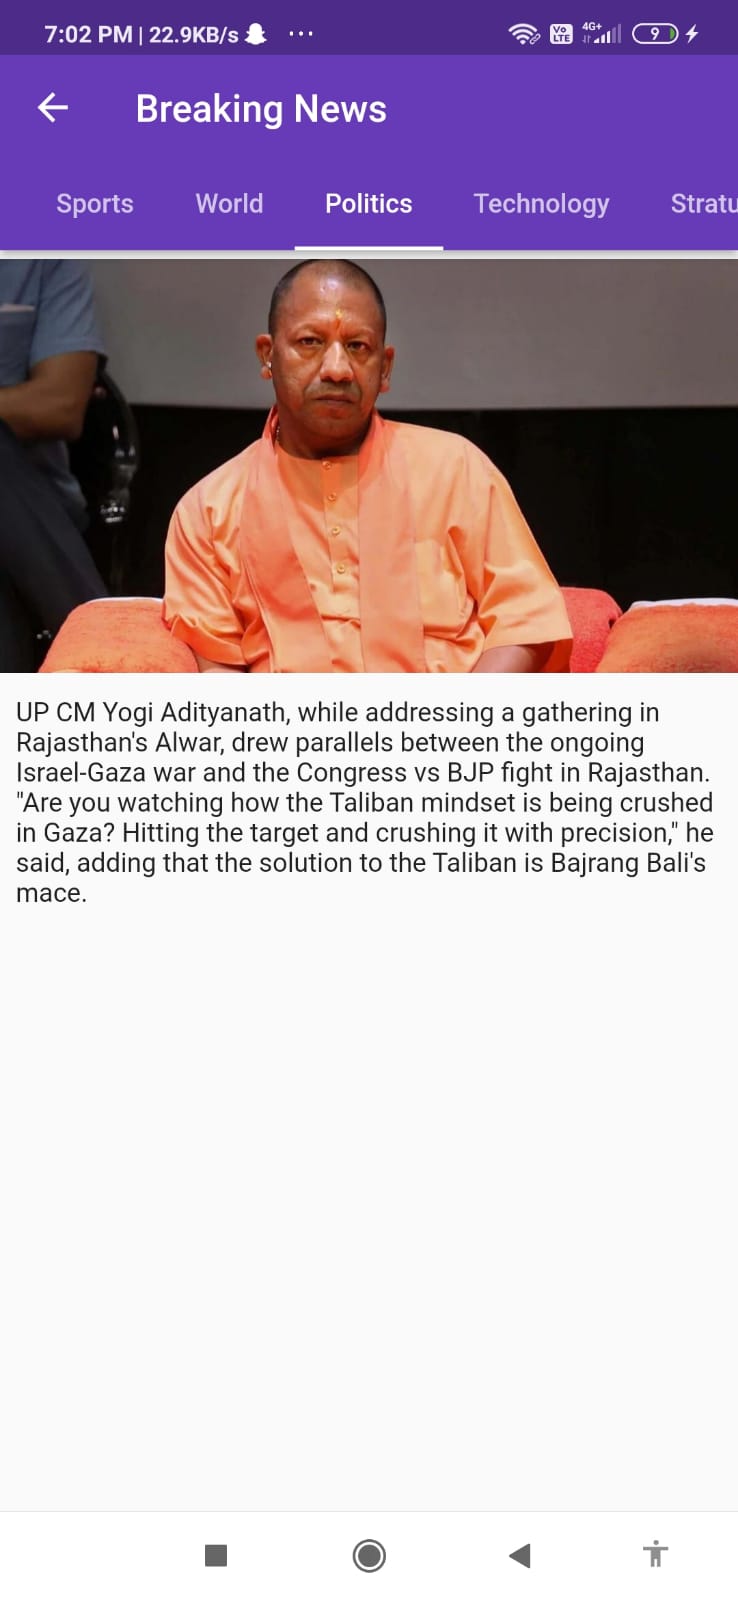 7:02 PM | 22.9KB/s ... Vo LTE 4G+ 9
Breaking News
Sports World Politics Technology Stratu
UP CM Yogi Adityanath, while addressing a gathering in
Rajasthan's Alwar, drew parallels between the ongoing
Israel-Gaza war and the Congress vs BJP fight in Rajasthan.
"Are you watching how the Taliban mindset is being crushed
in Gaza? Hitting the target and crushing it with precision," he
said, adding that the solution to the Taliban is Bajrang Bali's
mace.